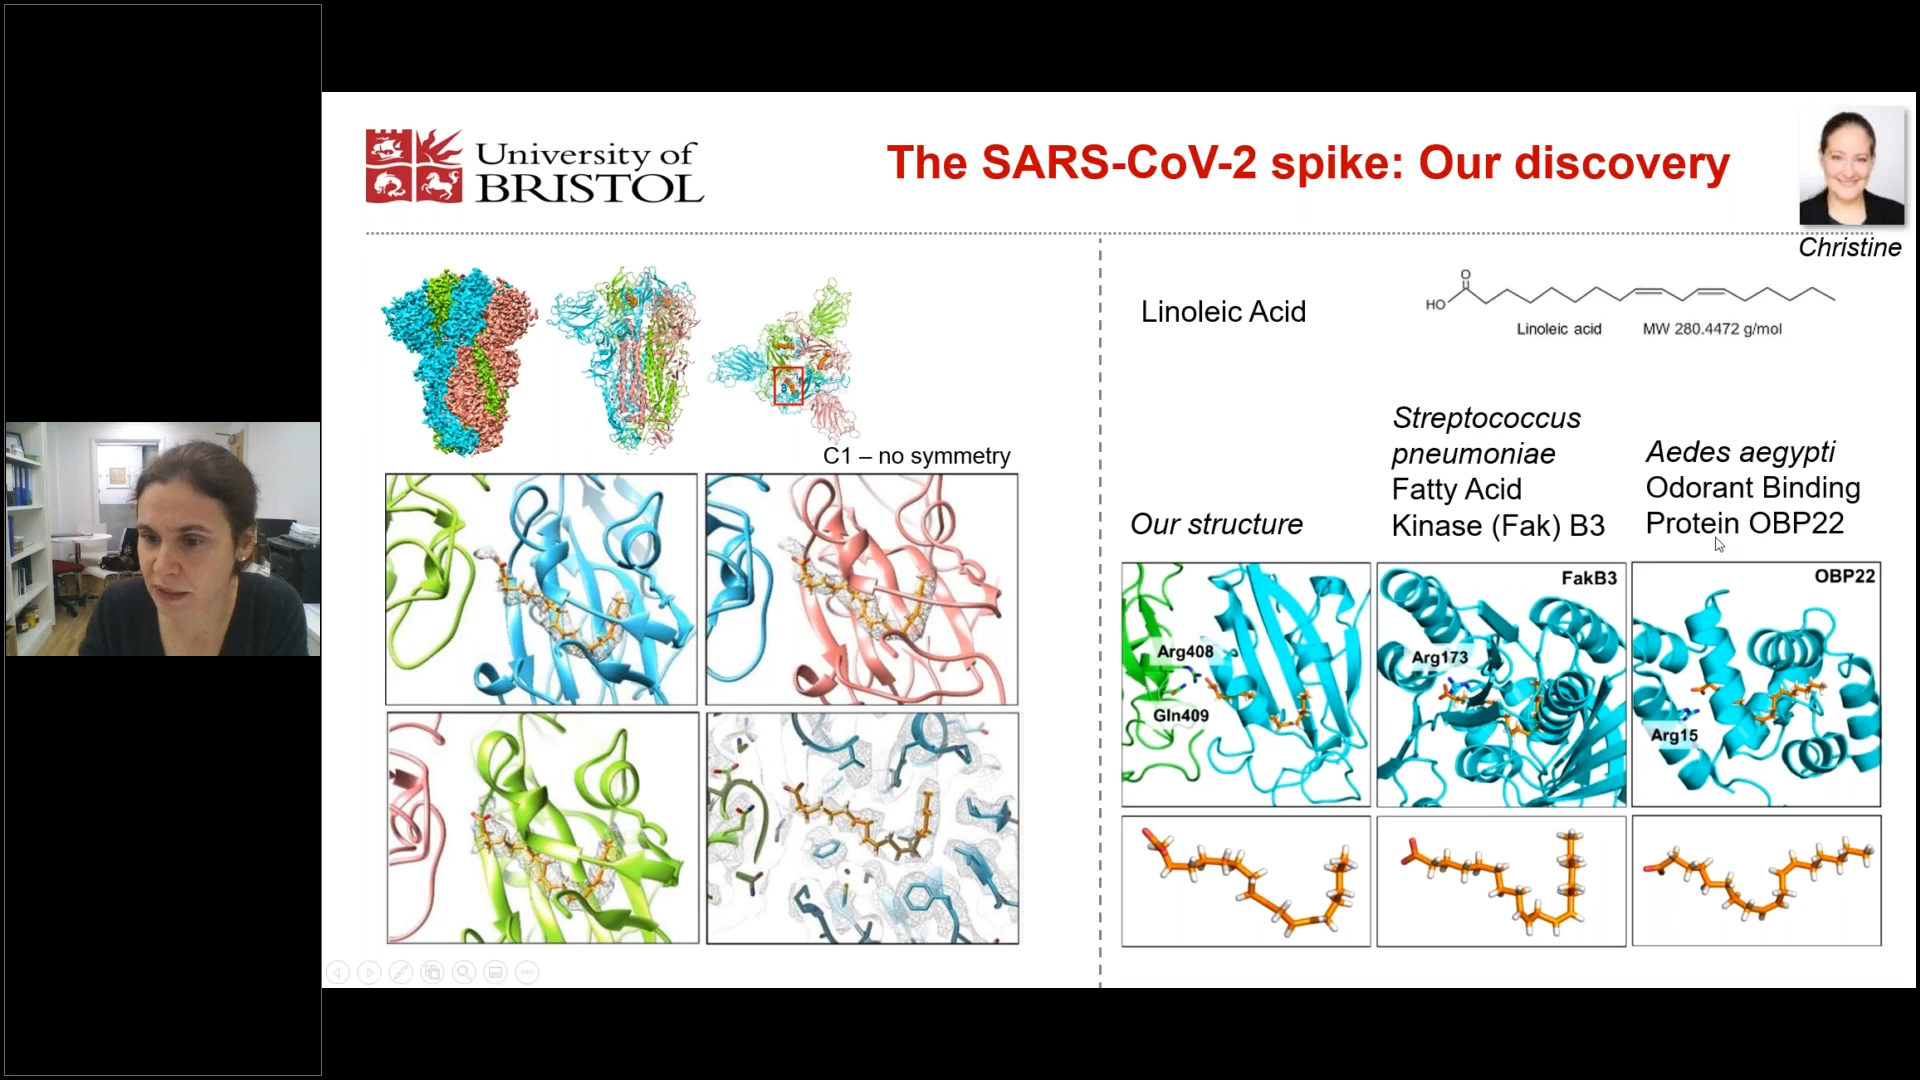 University of
BRISTOL
The SARS-CoV-2 spike: Our discovery
Christine
C1 – no symmetry
Linoleic Acid
O
HO
Linoleic acid MW 280.4472 g/mol
Our structure
Streptococcus
pneumoniae
Fatty Acid
Kinase (Fak) B3
Aedes aegypti
Odorant Binding
Protein OBP22
Arg408
Gln409
FakB3
Arg173
OBP22
Arg15